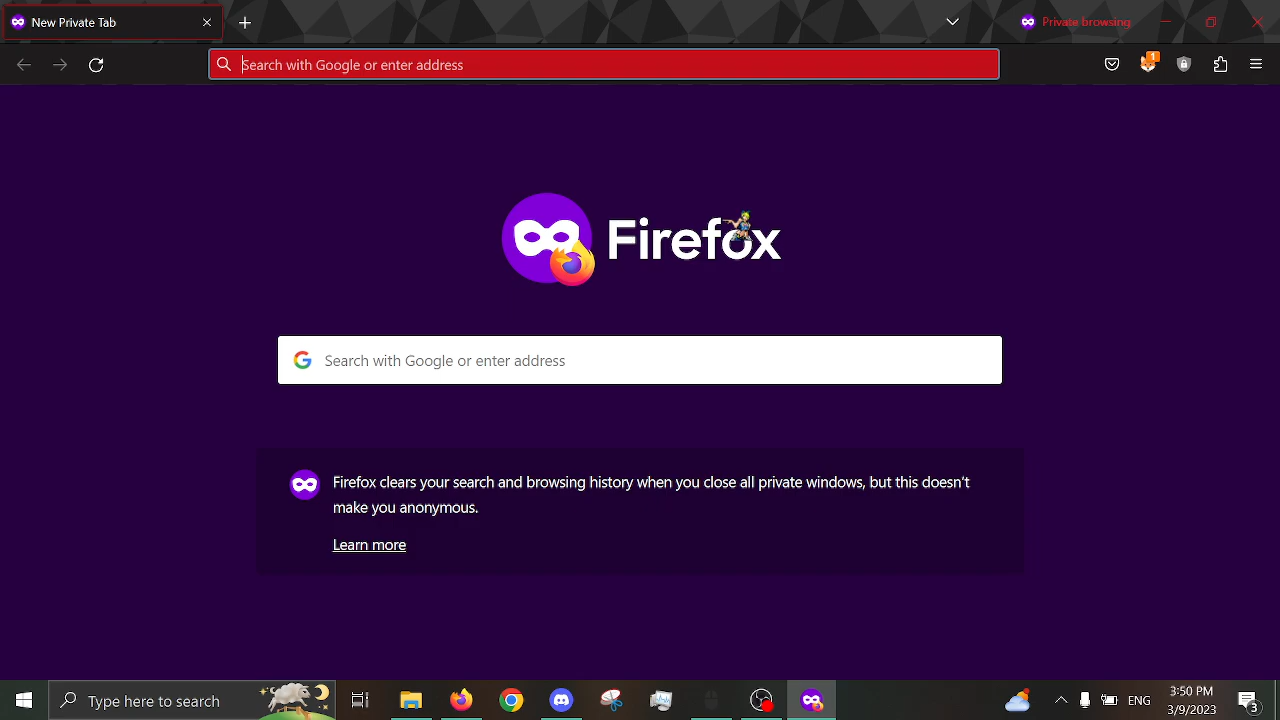 New Private Tab
Private browsing
Search with Google or enter address
1
Firefox
Search with Google or enter address
Firefox clears your search and browsing history when you close all private windows, but this doesn't
make you anonymous.
Learn more
Type here to search
ENG
3:50 PM
3/9/2023
3